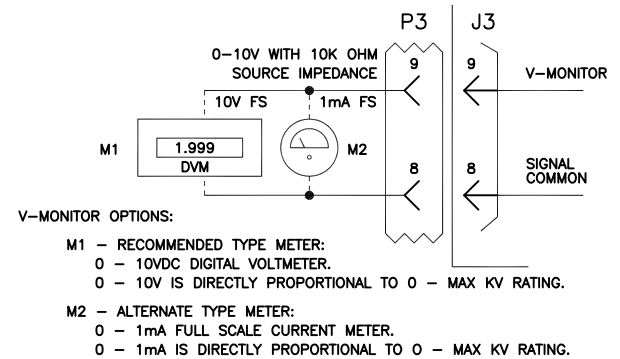 P3 J3
0–10V WITH 10K OHM
SOURCE IMPEDANCE
9 9
V–MONITOR
10V FS 1mA FS
M1
1.999
DVM
M2
8 8
SIGNAL
COMMON
V–MONITOR OPTIONS:
M1 – RECOMMENDED TYPE METER:
0 – 10VDC DIGITAL VOLTMETER.
0 – 10V IS DIRECTLY PROPORTIONAL TO 0 – MAX KV RATING.
M2 – ALTERNATE TYPE METER:
0 – 1mA FULL SCALE CURRENT METER.
0 – 1mA IS DIRECTLY PROPORTIONAL TO O – MAX KV RATING.